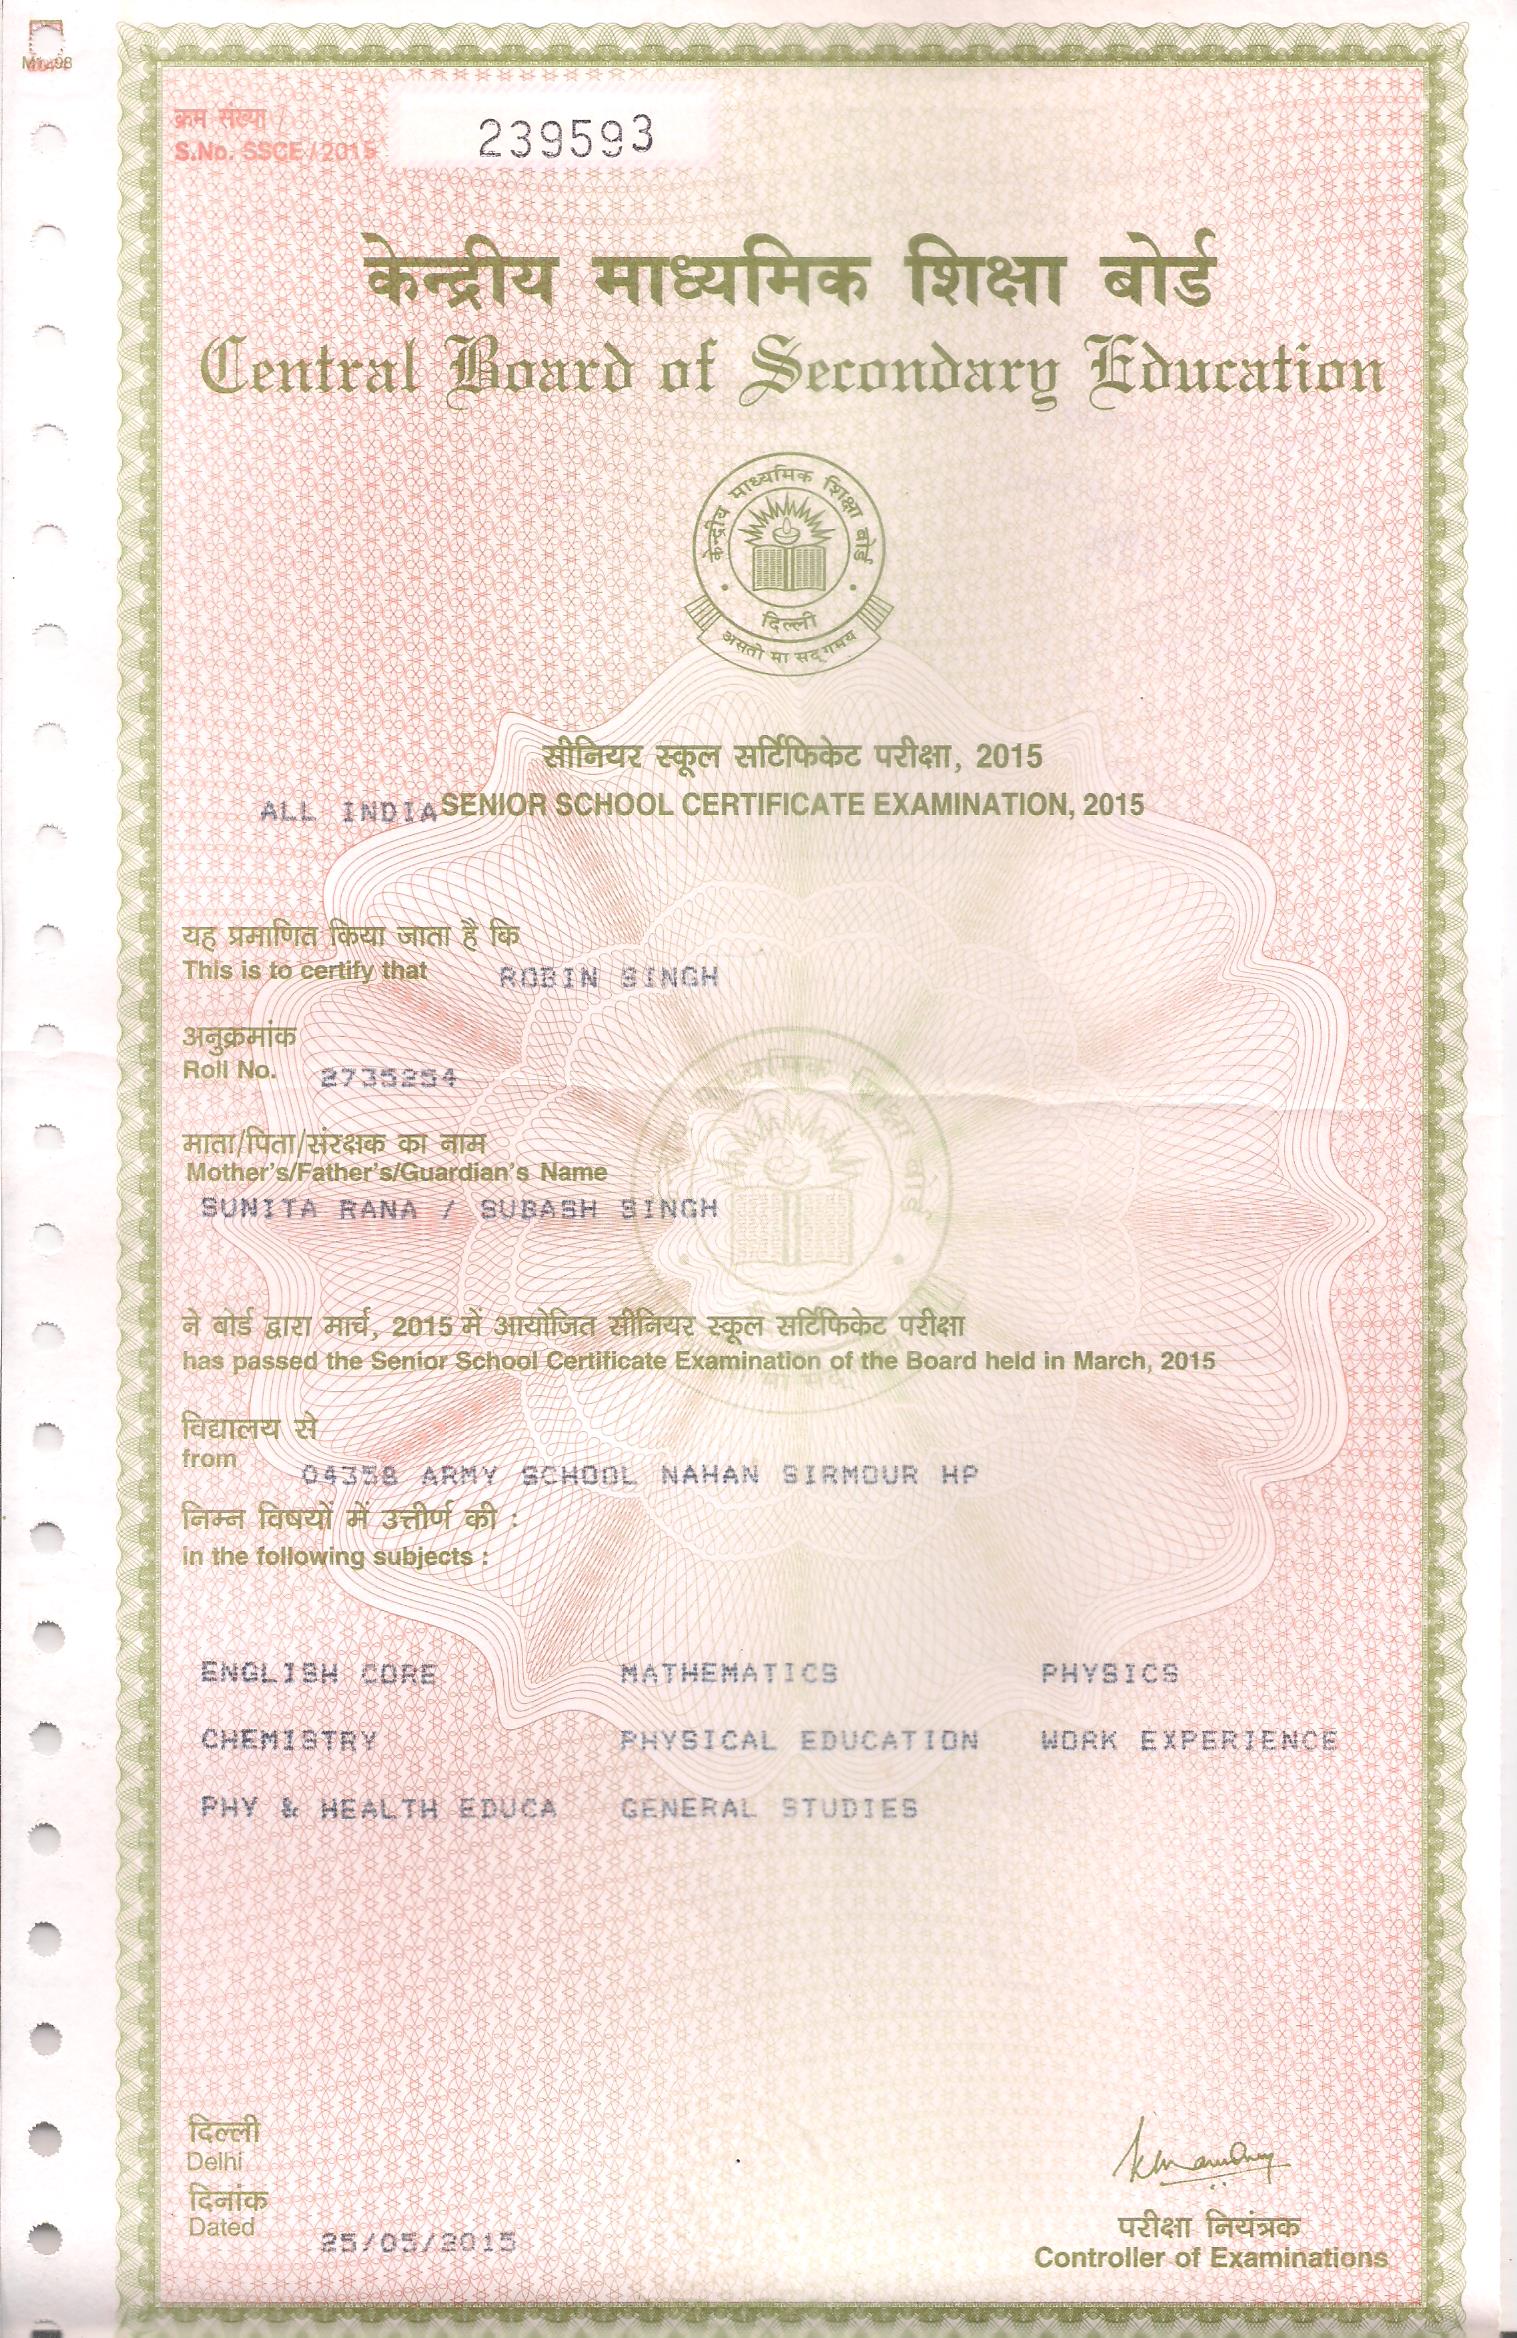 M1298
क्रम संख्या /
S.No. SSCE / 2015 239593
केन्द्रीय माध्यमिक शिक्षा बोर्ड
Central Board of Secondary Education
केन्द्रीय माध्यमिक शिक्षा बोर्ड
दिल्ली
असतो मा सद्गमय
सीनियर स्कूल सर्टिफिकेट परीक्षा, 2015
ALL INDIA SENIOR SCHOOL CERTIFICATE EXAMINATION, 2015
यह प्रमाणित किया जाता है कि
This is to certify that ROBIN SINGH
अनुक्रमांक
Roll No. 2735254
माता/पिता/संरक्षक का नाम
Mother's/Father's/Guardian's Name
SUNITA RANA / SUBASH SINGH
ने बोर्ड द्वारा मार्च, 2015 में आयोजित सीनियर स्कूल सर्टिफिकेट परीक्षा
has passed the Senior School Certificate Examination of the Board held in March, 2015
विद्यालय से
from 04358 ARMY SCHOOL NAHAN SIRMOUR HP
निम्न विषयों में उत्तीर्ण की :
in the following subjects :
ENGLISH CORE MATHEMATICS PHYSICS
CHEMISTRY PHYSICAL EDUCATION WORK EXPERIENCE
PHY & HEALTH EDUCA GENERAL STUDIES
दिल्ली
Delhi
दिनांक
Dated 25/05/2015
परीक्षा नियंत्रक
Controller of Examinations